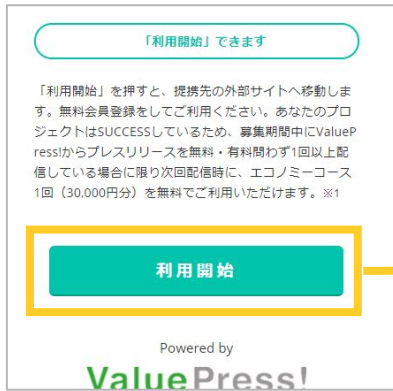 「利用開始」できます
「利用開始」を押すと、提携先の外部サイトへ移動しま
す。無料会員登録をしてご利用ください。あなたのプロ
ジェクトはSUCCESSしているため、募集期間中にValueP
ress!からプレスリリースを無料・有料問わず1回以上配
信している場合に限り次回配信時に、エコノミーコース
1回（30,000円分）を無料でご利用いただけます。※1
利用開始
Powered by
ValuePress!